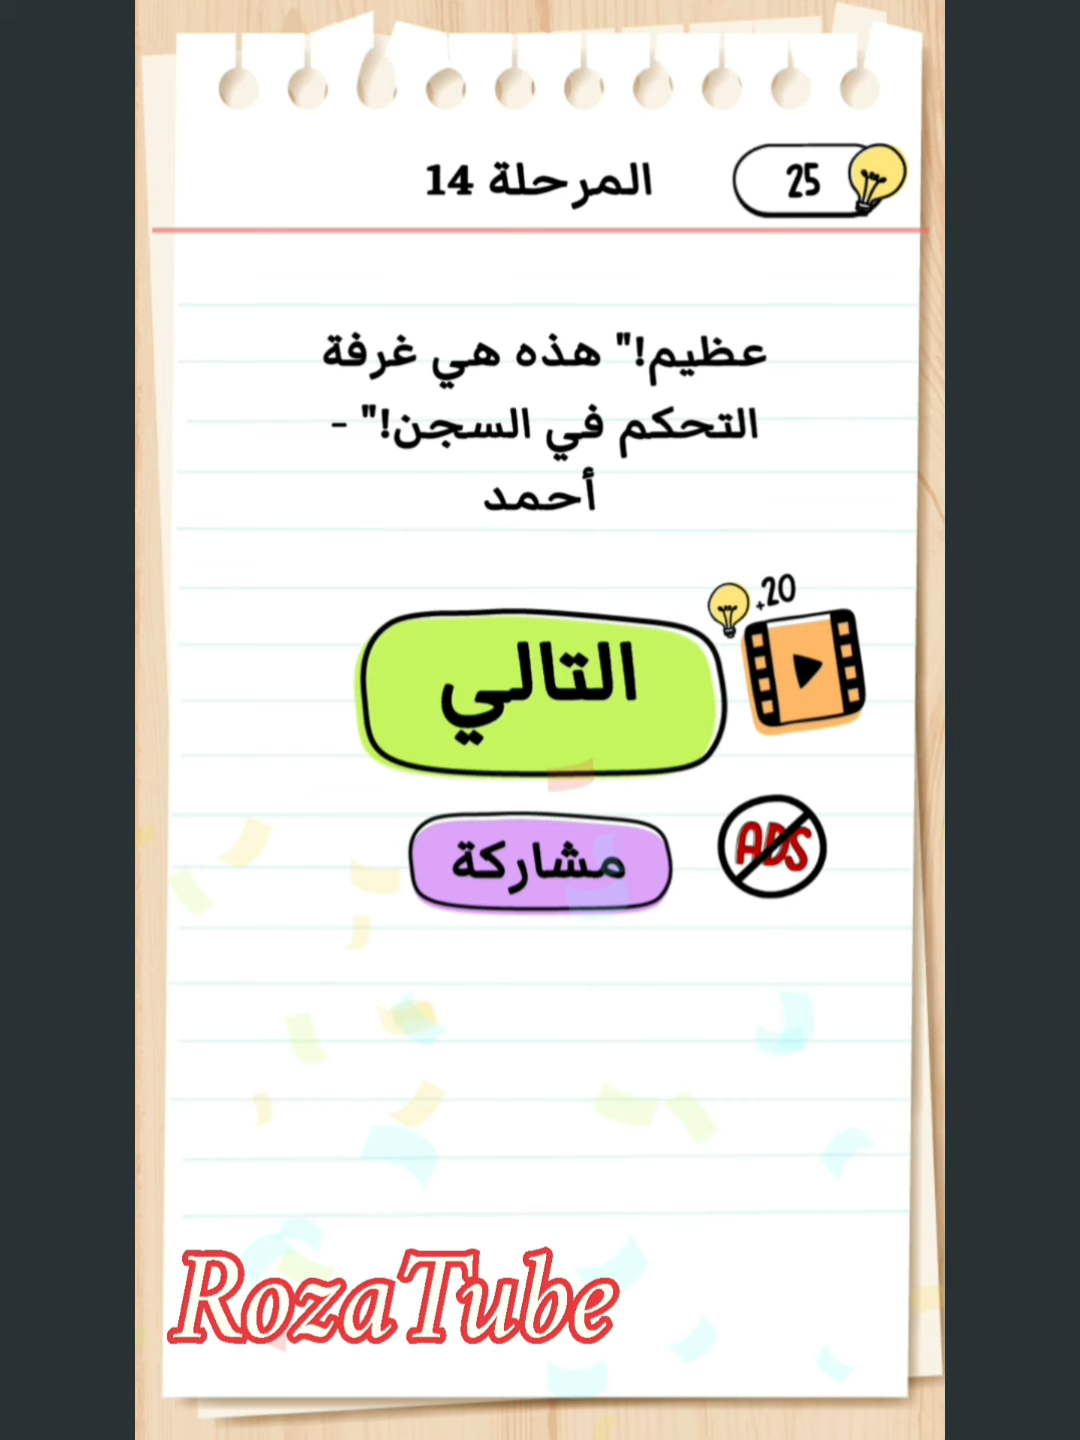 المرحلة 14
25
عظيم!" هذه هي غرفة
التحكم في السجن!" -
أحمد
+20
التالي
مشاركة
ADS
RozaTube